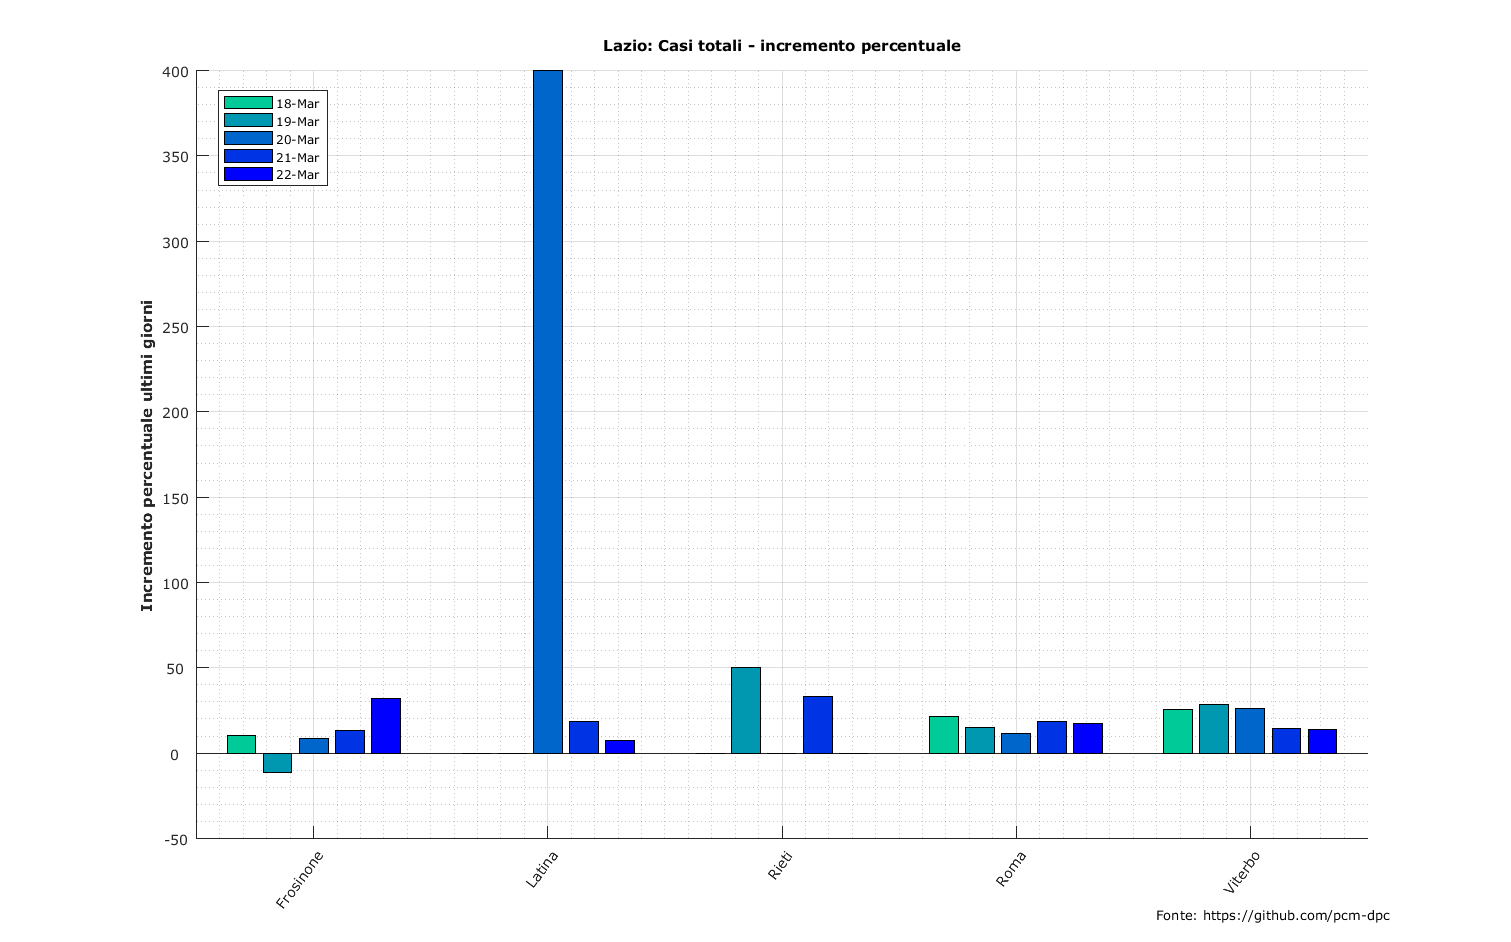 Lazio: Casi totali - incremento percentuale
400
350
300
250
200
150
100
50
0
-50
18-Mar
19-Mar
20-Mar
21-Mar
22-Mar
Incremento percentuale ultimi giorni
Frosinone
Latina
Rieti
Roma
Viterbo
Fonte: https://github.com/pcm-dpc